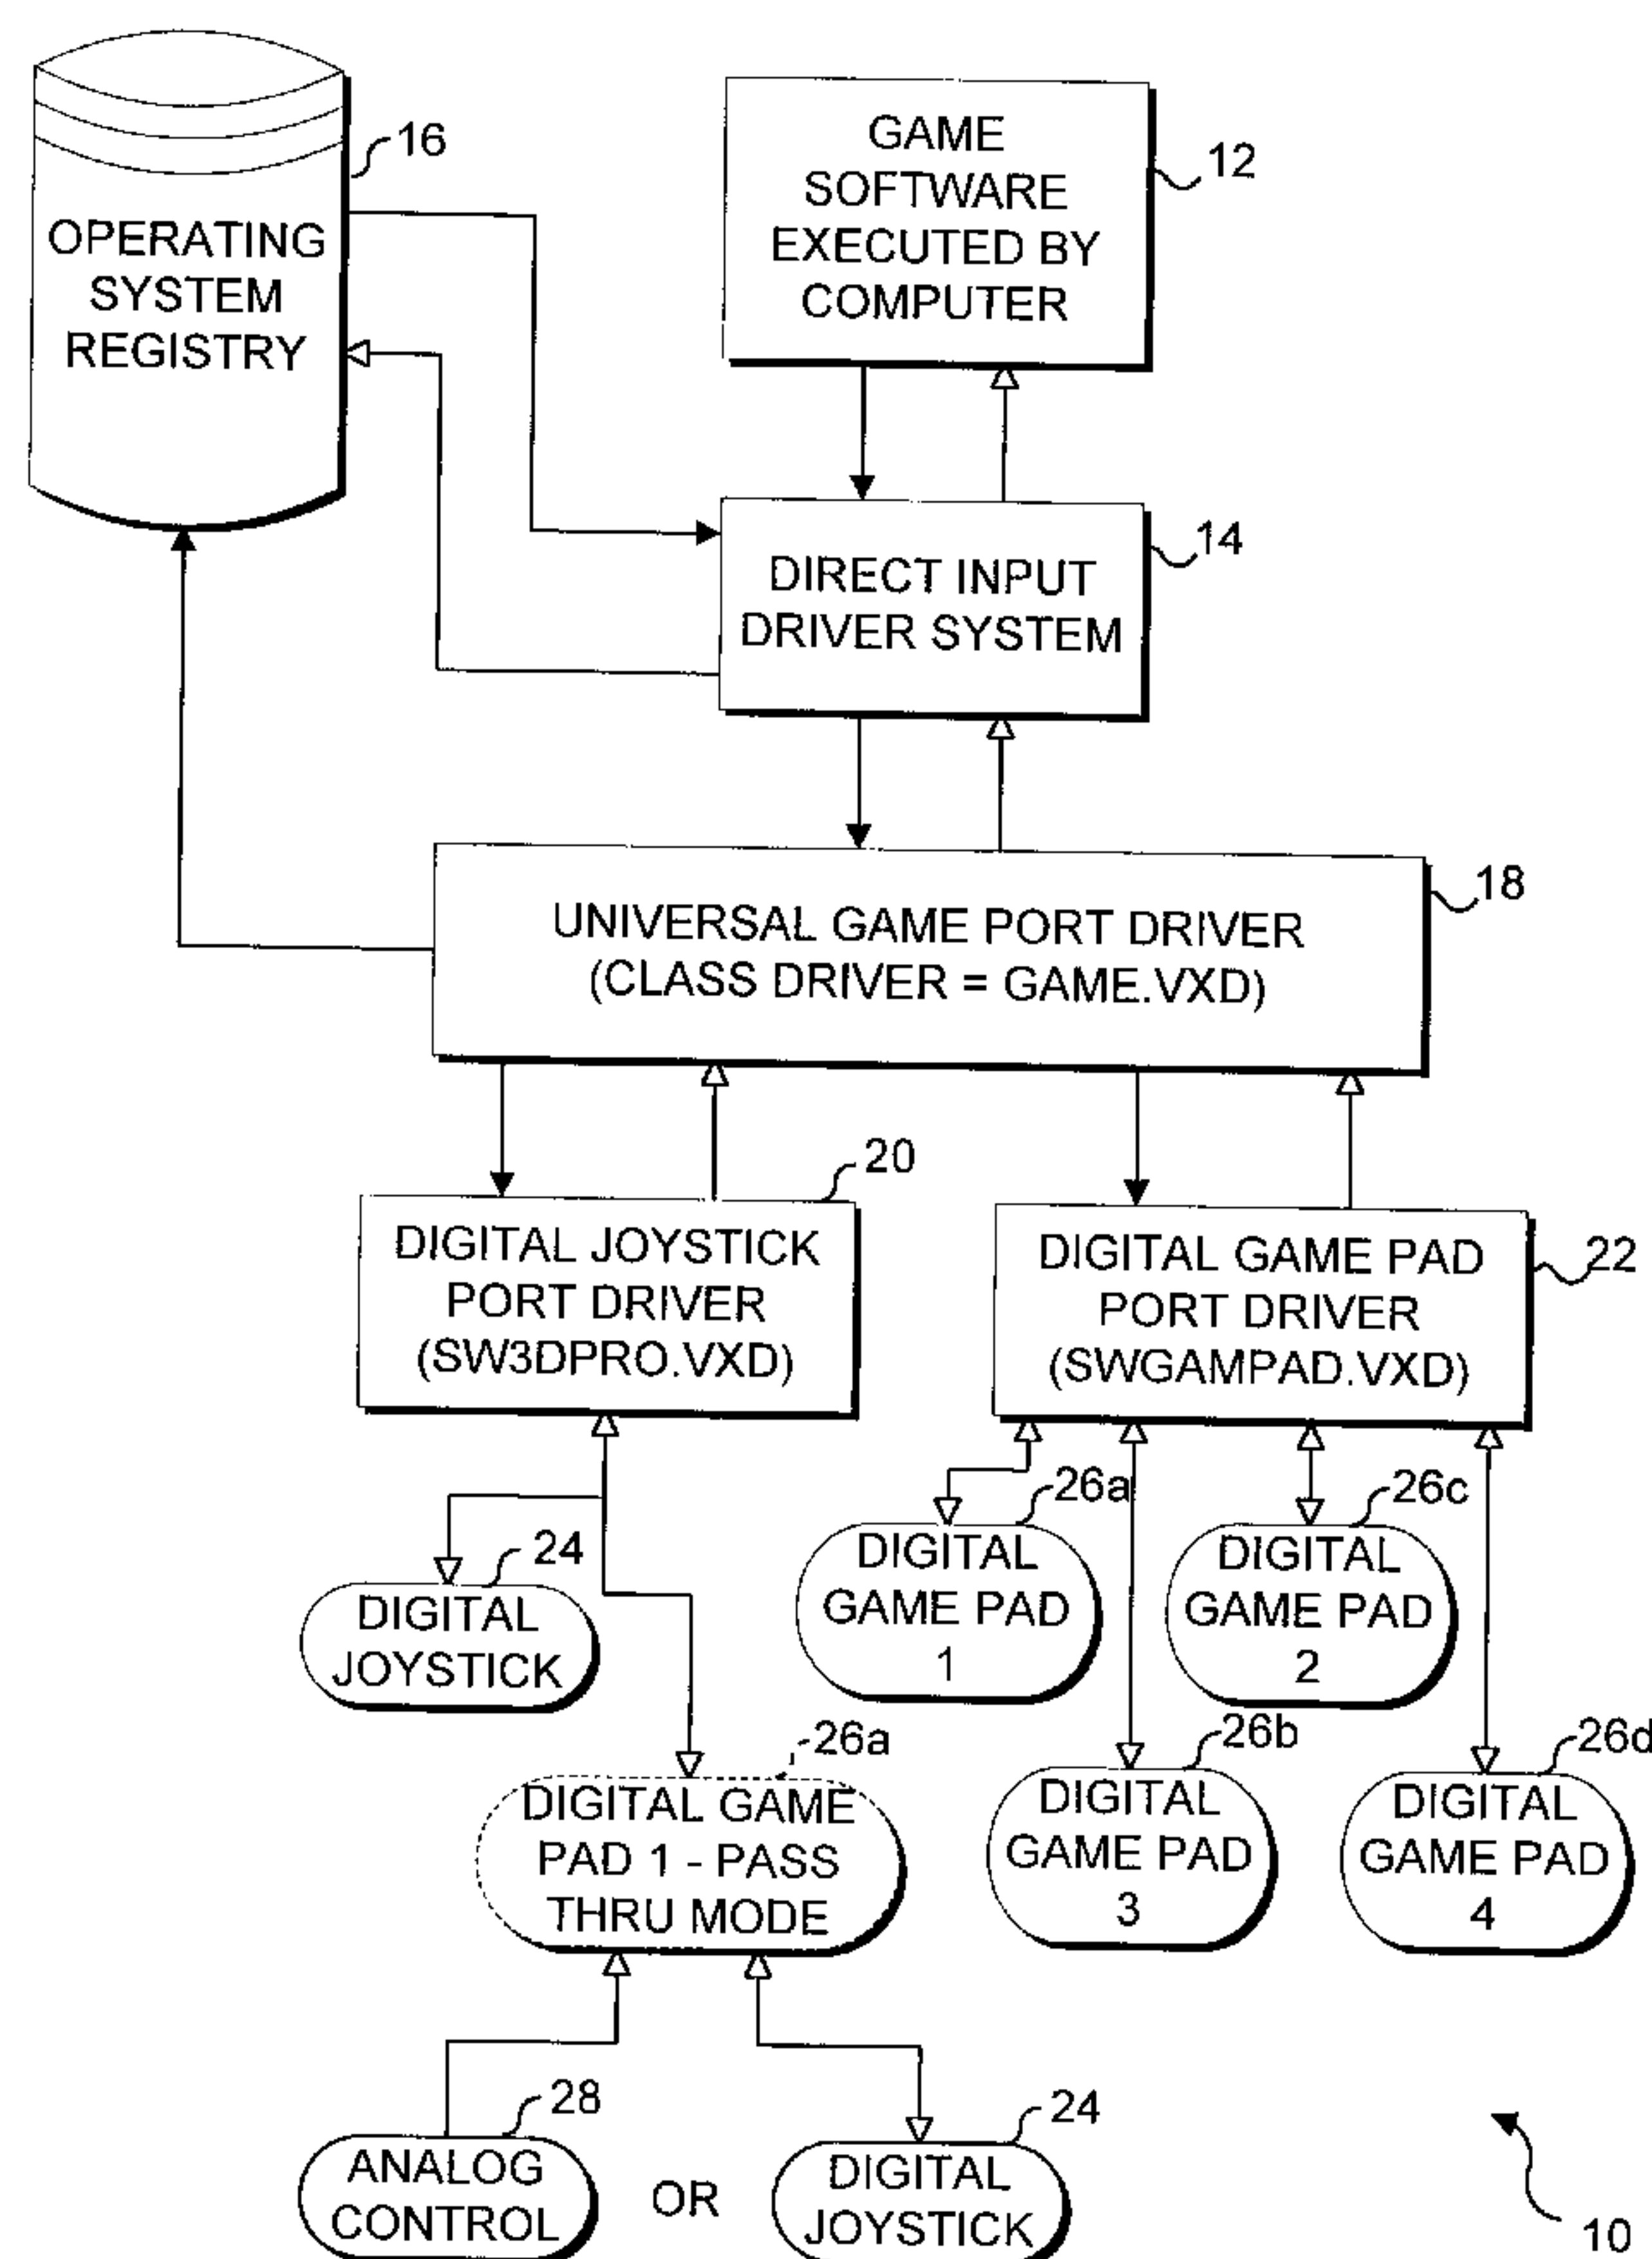 16
OPERATING
SYSTEM
REGISTRY
GAME
SOFTWARE
EXECUTED BY
COMPUTER
12
DIRECT INPUT
DRIVER SYSTEM
14
UNIVERSAL GAME PORT DRIVER
(CLASS DRIVER = GAME.VXD)
18
20
DIGITAL JOYSTICK
PORT DRIVER
(SW3DPRO.VXD)
DIGITAL GAME PAD
PORT DRIVER
(SWGAMPAD.VXD)
22
24
DIGITAL
JOYSTICK
26a
DIGITAL
GAME PAD
1
26c
DIGITAL
GAME PAD
2
26a
DIGITAL GAME
PAD 1 - PASS
THRU MODE
26b
DIGITAL
GAME PAD
3
26d
DIGITAL
GAME PAD
4
28
ANALOG
CONTROL
OR
24
DIGITAL
JOYSTICK
10